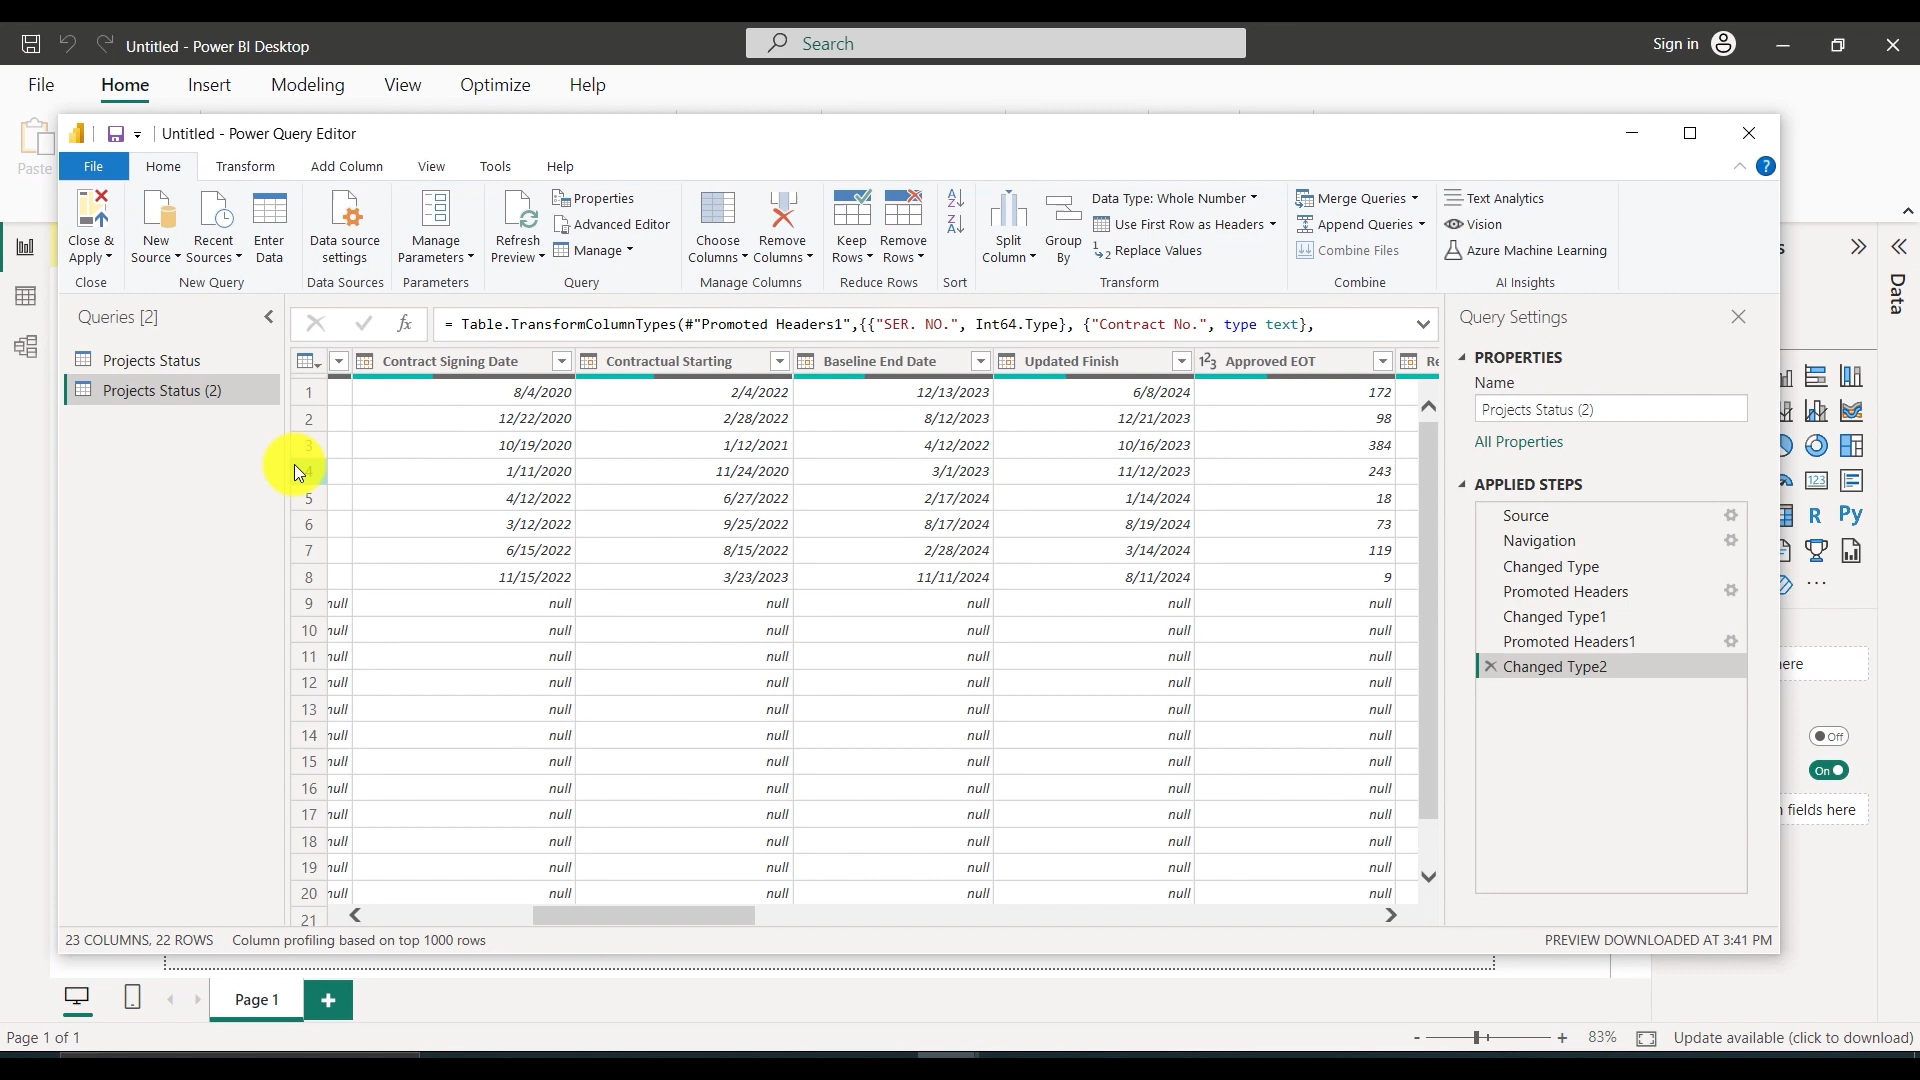 Untitled - Power BI Desktop
Search
Sign in
File Home Insert Modeling View Optimize Help
Paste
Untitled - Power Query Editor
File Home Transform Add Column View Tools Help
Close & Apply
New Source
Recent Sources
Enter Data
Data source settings
Manage Parameters
Refresh Preview
Properties
Advanced Editor
Manage
Choose Columns
Remove Columns
Keep Rows
Remove Rows
Split Column
Group By
Data Type: Whole Number
Use First Row as Headers
Replace Values
Merge Queries
Append Queries
Combine Files
Text Analytics
Vision
Azure Machine Learning
Close
New Query
Data Sources
Parameters
Query
Manage Columns
Reduce Rows
Sort
Transform
Combine
AI Insights
Queries [2]
Projects Status
Projects Status (2)
= Table.TransformColumnTypes(#"Promoted Headers1",{{"SER. NO.", Int64.Type}, {"Contract No.", type text},
Contract Signing Date Contractual Starting Baseline End Date Updated Finish Approved EOT Re
1 8/4/2020 2/4/2022 12/13/2023 6/8/2024 172
2 12/22/2020 2/28/2022 8/12/2023 12/21/2023 98
3 10/19/2020 1/12/2021 4/12/2022 10/16/2023 384
4 1/11/2020 11/24/2020 3/1/2023 11/12/2023 243
5 4/12/2022 6/27/2022 2/17/2024 1/14/2024 18
6 3/12/2022 9/25/2022 8/17/2024 8/19/2024 73
7 6/15/2022 8/15/2022 2/28/2024 3/14/2024 119
8 11/15/2022 3/23/2023 11/11/2024 8/11/2024 9
9 null null null null null null
10 null null null null null null
11 null null null null null null
12 null null null null null null
13 null null null null null null
14 null null null null null null
15 null null null null null null
16 null null null null null null
17 null null null null null null
18 null null null null null null
19 null null null null null null
20 null null null null null null
21
Query Settings
PROPERTIES
Name
Projects Status (2)
All Properties
APPLIED STEPS
Source
Navigation
Changed Type
Promoted Headers
Changed Type1
Promoted Headers1
Changed Type2
23 COLUMNS, 22 ROWS Column profiling based on top 1000 rows
PREVIEW DOWNLOADED AT 3:41 PM
Data
123
R Py
here
Off
On
fields here
Page 1
Page 1 of 1
83%
Update available (click to download)